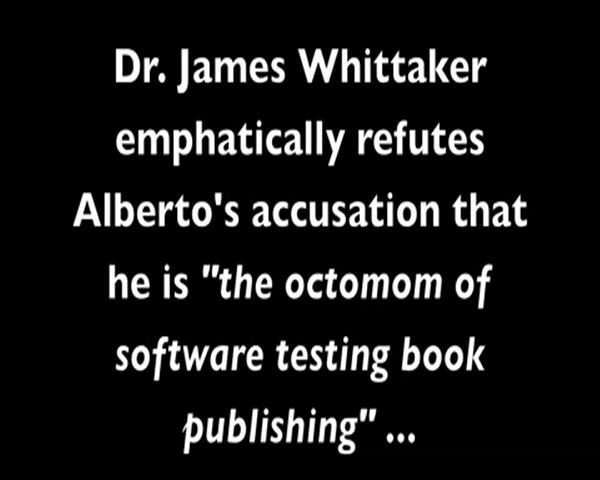 Dr. James Whittaker
emphatically refutes
Alberto's accusation that
he is "the octomom of
software testing book
publishing" ...